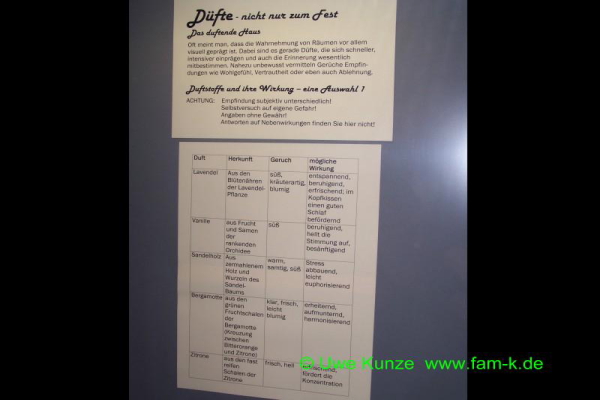 Düfte - nicht nur zum Fest
Das duftende Haus
Oft meint man, dass die Wahrnehmung von Räumen vor allem
visuell geprägt ist. Dabei sind es gerade Düfte, die sich schneller,
intensiver einprägen und auch die Erinnerung wesentlich
mitbestimmen. Nahezu unbewusst vermitteln Gerüche Empfin-
dungen wie Wohlgefühl, Vertrautheit oder eben auch Ablehnung.
Duftstoffe und ihre Wirkung – eine Auswahl !
ACHTUNG: Empfindung subjektiv unterschiedlich!
Selbstversuch auf eigene Gefahr!
Angaben ohne Gewähr!
Antworten auf Nebenwirkungen finden Sie hier nicht!
Duft Herkunft Geruch mögliche
Wirkung
Lavendel Aus den süß, entspannend,
Blütenähren kräuterartig, beruhigend,
der Lavendel- blumig erfrischend; im
Pflanze Kopfkissen
einen guten
Schlaf
befördernd
Vanille aus Frucht süß beruhigend,
und Samen hellt die
der Stimmung auf,
rankenden besänftigend
Orchidee
Sandelholz Aus warm, Stress
zermahlenem samtig, süß abbauend,
Holz und leicht
Wurzeln des euphorisierend
Sandel-
Baums
Bergamotte aus den klar, frisch, erheiternd,
grünen leicht aufmunternd,
Fruchtschalen blumig harmonisierend
der
Bergamotte
(Kreuzung
zwischen
Bitterorange
und Zitrone)
Zitrone aus den fast frisch, hell
reifen fördert die
Schalen der Konzentration
Zitrone
© Uwe Kunze www.fam-k.de